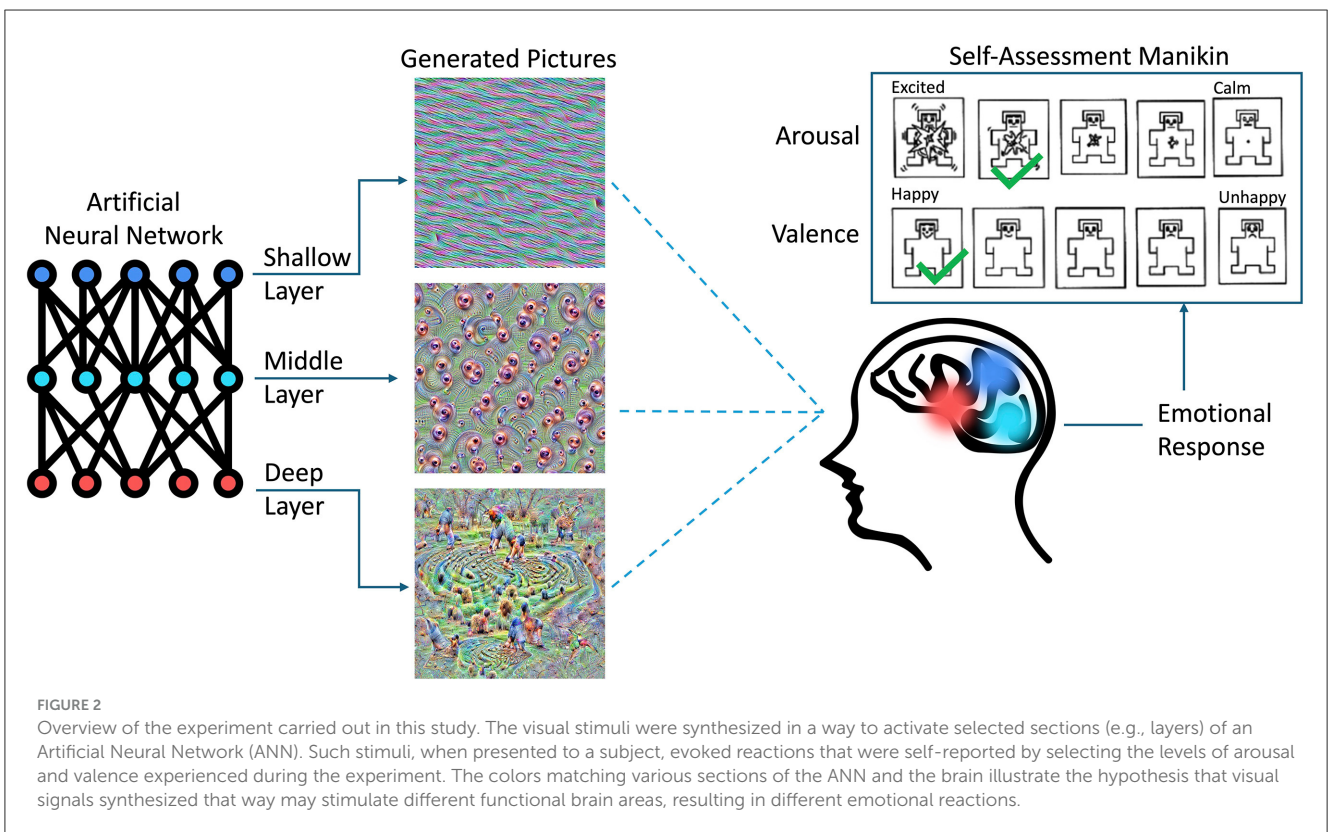 Generated Pictures
Self-Assessment Manikin
Excited
Calm
Arousal
Happy
Unhappy
Valence
Artificial
Neural Network
Shallow
Layer
Middle
Layer
Deep
Layer
Emotional
Response
FIGURE 2
Overview of the experiment carried out in this study. The visual stimuli were synthesized in a way to activate selected sections (e.g., layers) of an
Artificial Neural Network (ANN). Such stimuli, when presented to a subject, evoked reactions that were self-reported by selecting the levels of arousal
and valence experienced during the experiment. The colors matching various sections of the ANN and the brain illustrate the hypothesis that visual
signals synthesized that way may stimulate different functional brain areas, resulting in different emotional reactions.